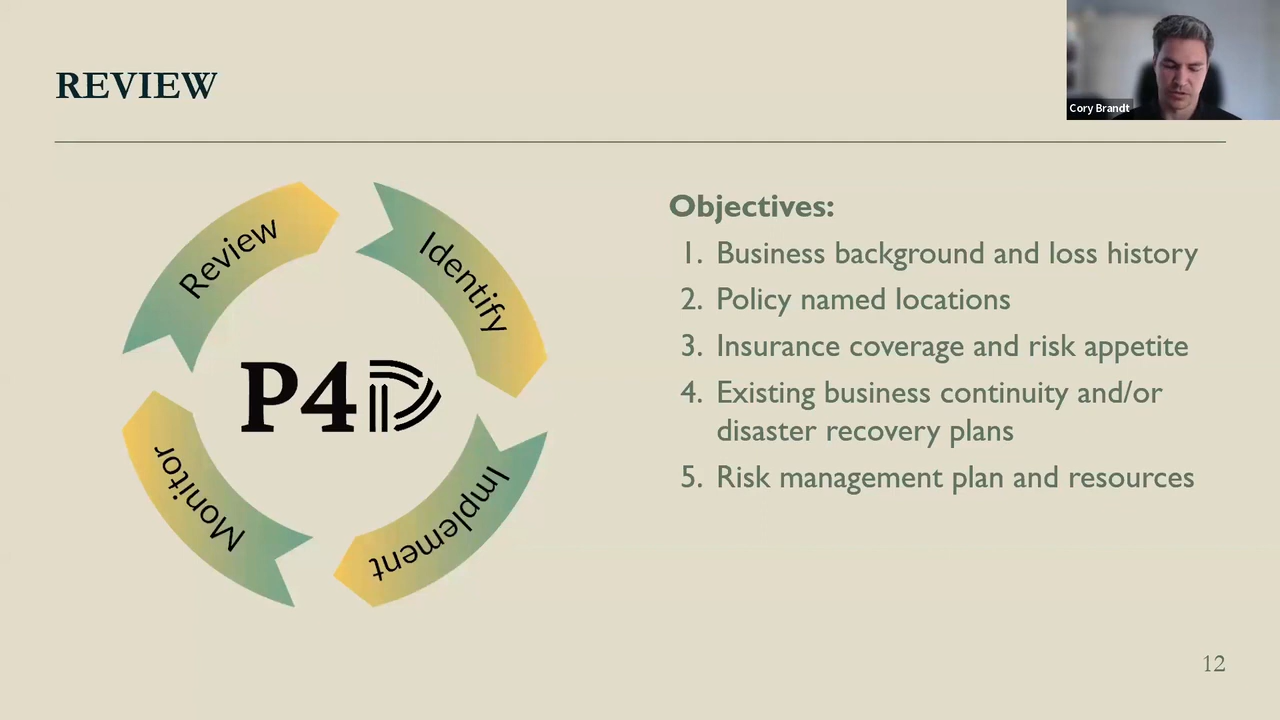 REVIEW
Cory Brandt
Review
Identify
P4D
Monitor
Implement
Objectives:
1. Business background and loss history
2. Policy named locations
3. Insurance coverage and risk appetite
4. Existing business continuity and/or
disaster recovery plans
5. Risk management plan and resources
12